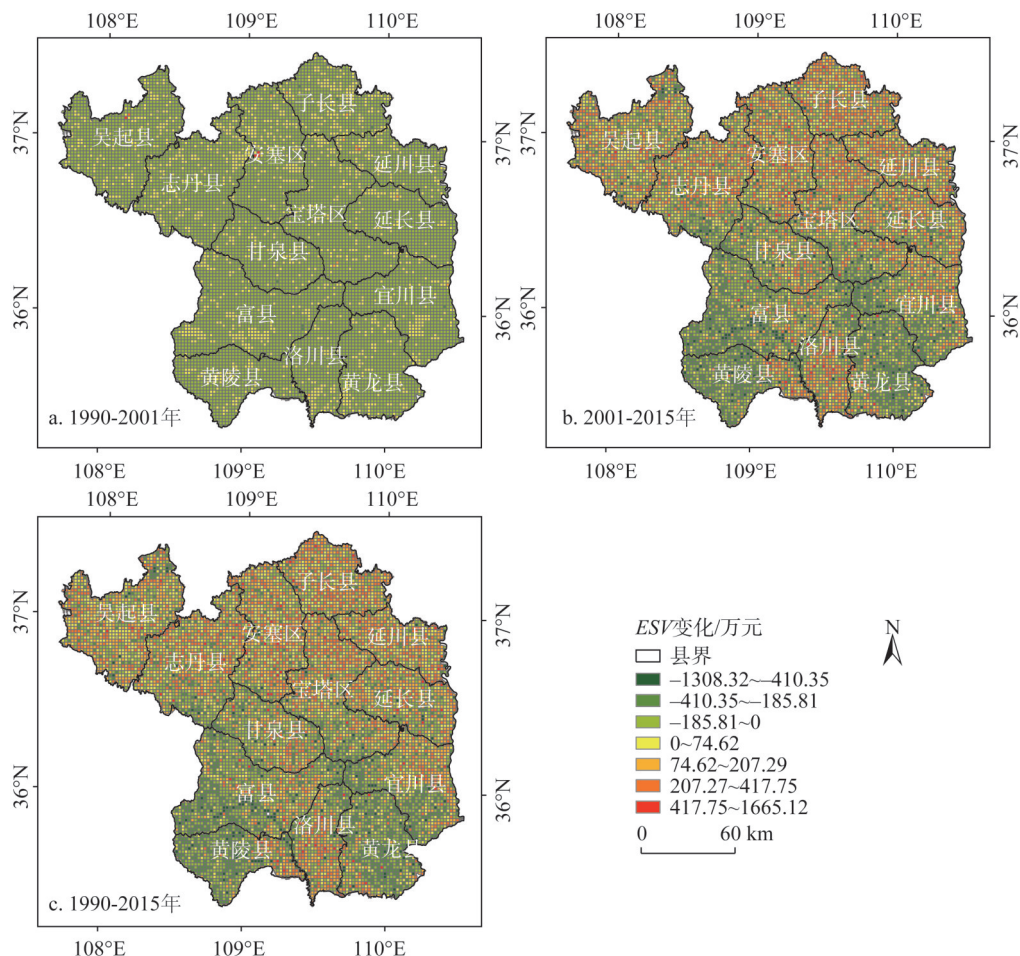 108°E 109°E 110°E
108°E 109°E 110°E
37°N
36°N
子长县
吴起县
安塞区
延川县
志丹县
宝塔区
延长县
甘泉县
宜川县
富县
洛川县
黄陵县
黄龙县
a. 1990-2001年
37°N
36°N
37°N
36°N
子长县
吴起县
安塞区
延川县
志丹县
宝塔区
延长县
甘泉县
宜川县
富县
洛川县
黄陵县
黄龙县
b. 2001-2015年
37°N
36°N
108°E 109°E 110°E
108°E 109°E 110°E
108°E 109°E 110°E
37°N
36°N
子长县
吴起县
安塞区
延川县
志丹县
宝塔区
延长县
甘泉县
宜川县
富县
洛川县
黄陵县
黄龙
c. 1990-2015年
37°N
36°N
108°E 109°E 110°E
ESV变化/万元
县界
–1308.32~–410.35
–410.35~–185.81
–185.81~0
0~74.62
74.62~207.29
207.27~417.75
417.75~1665.12
0 60 km
N